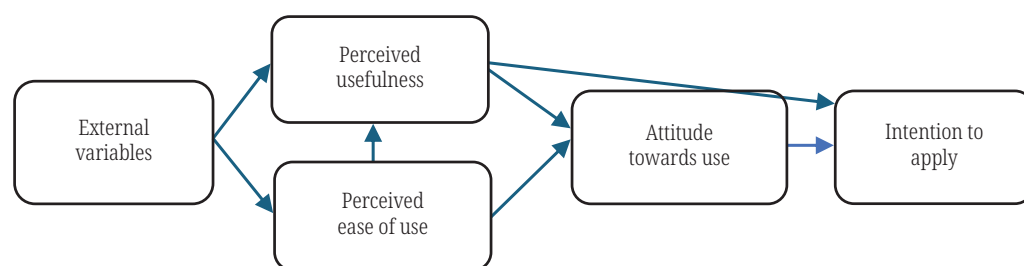 External
variables
Perceived
usefulness
Perceived
ease of use
Attitude
towards use
Intention to
apply